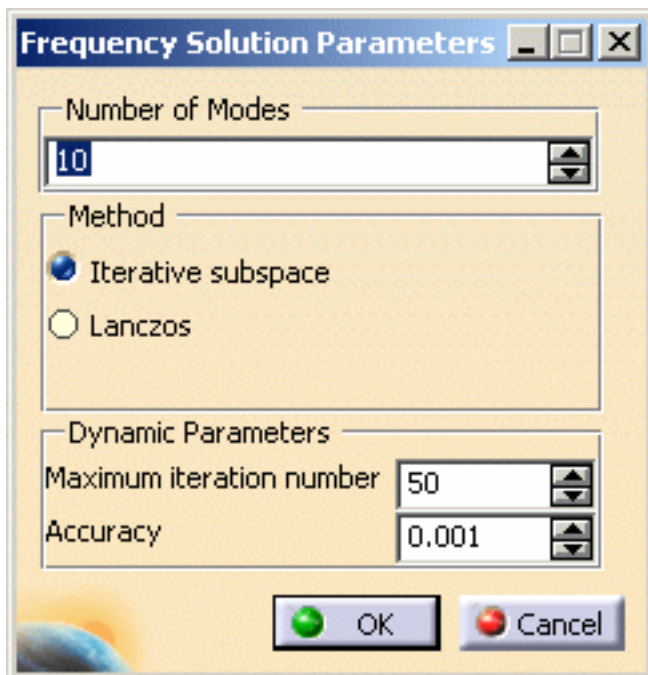 Frequency Solution Parameters
Number of Modes
10
Method
Iterative subspace
Lanczos
Dynamic Parameters
Maximum iteration number 50
Accuracy 0.001
OK Cancel